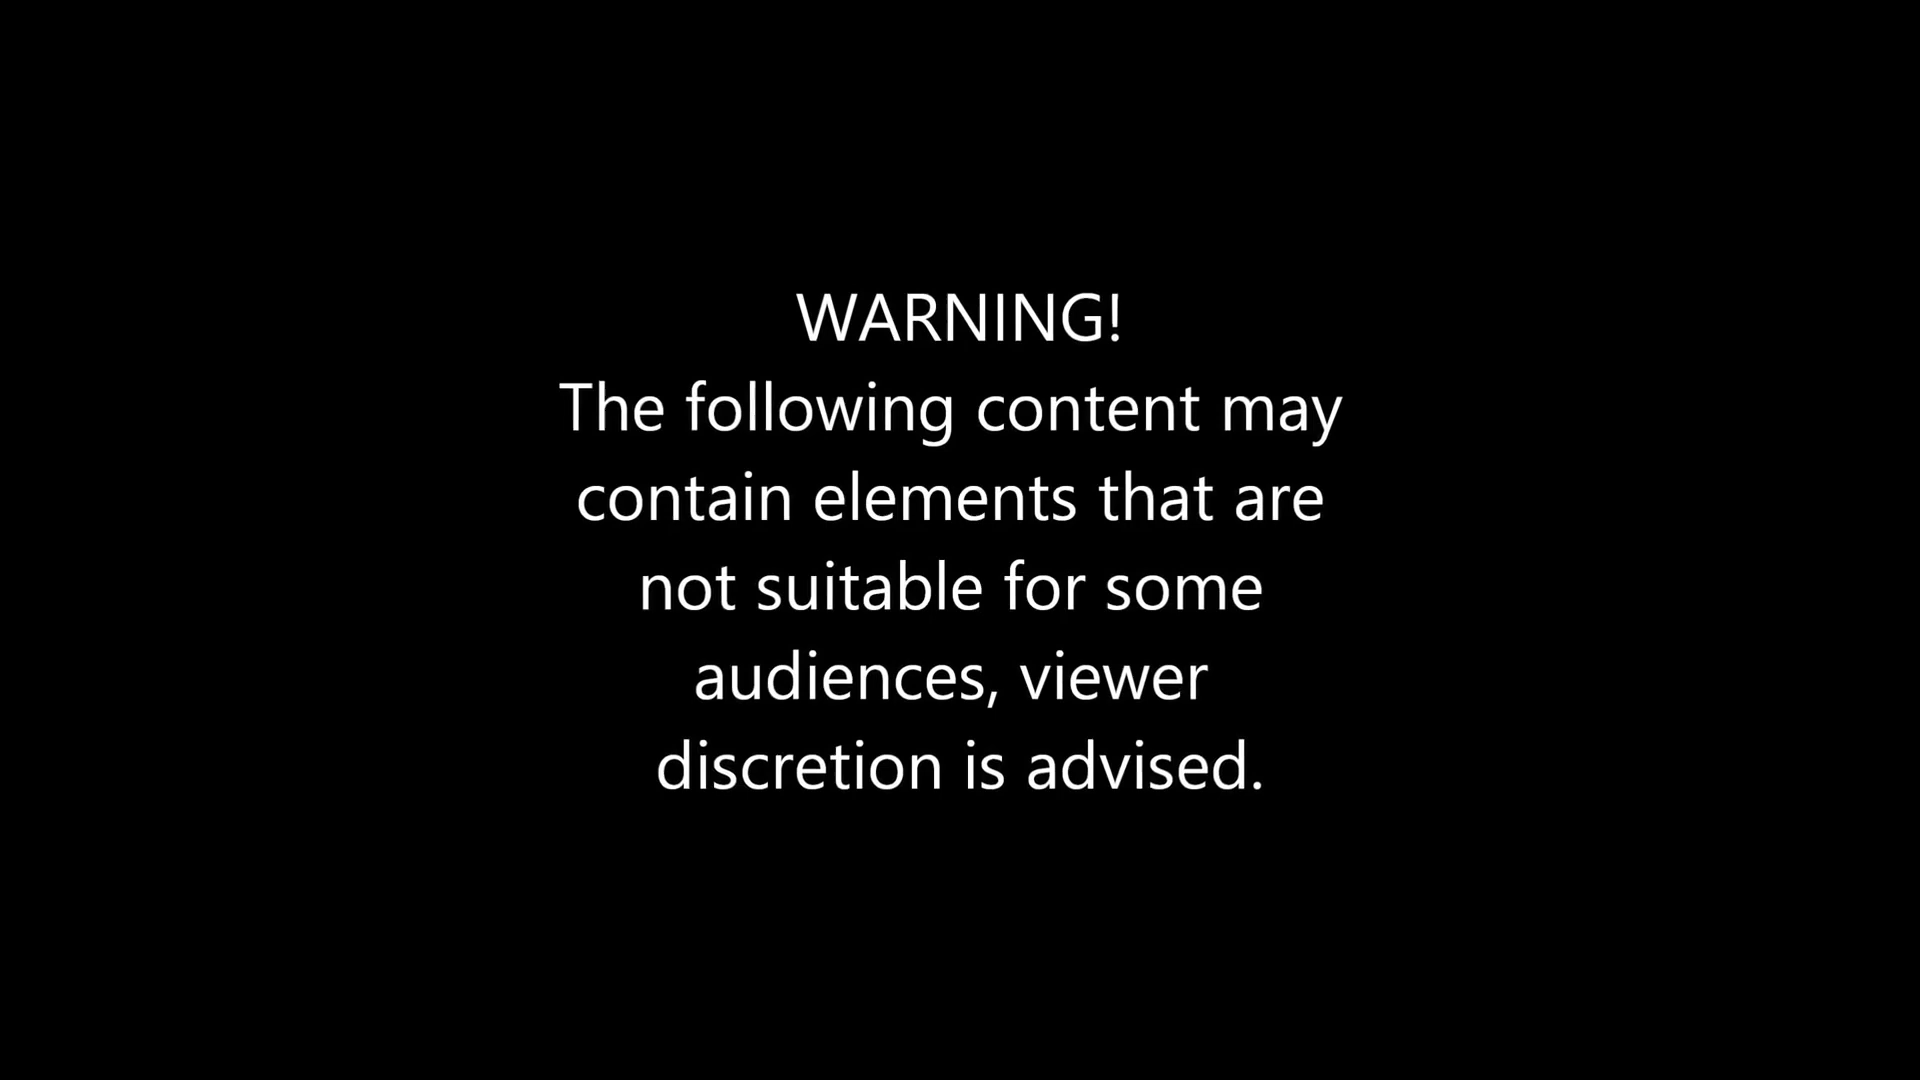 WARNING!
The following content may
contain elements that are
not suitable for some
audiences, viewer
discretion is advised.